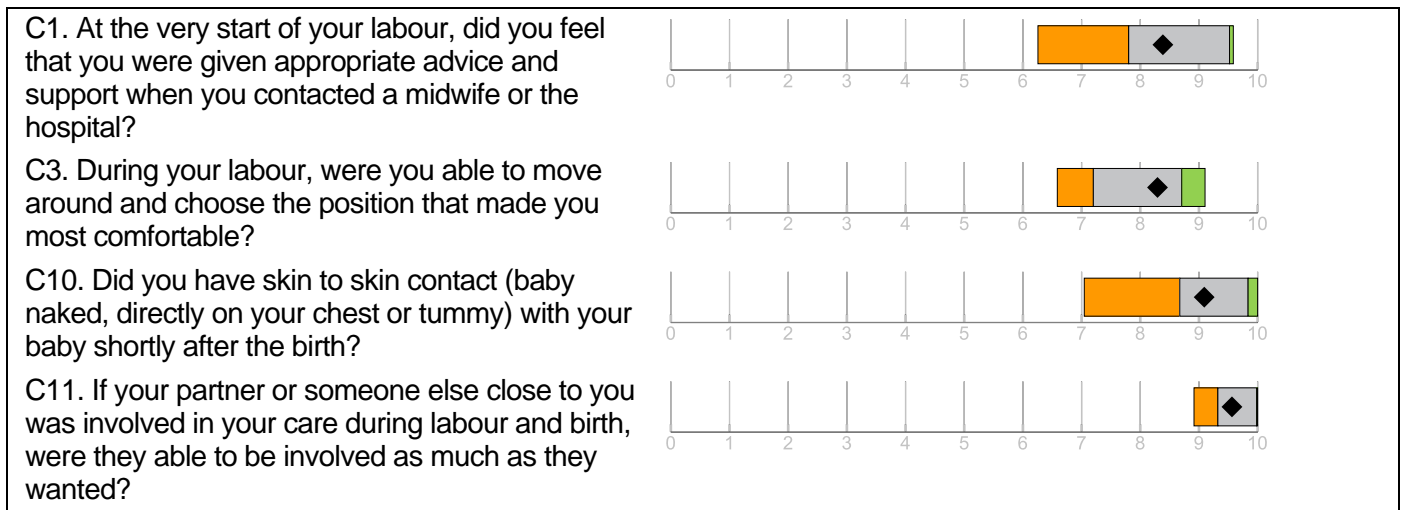 C1. At the very start of your labour, did you feel
that you were given appropriate advice and
support when you contacted a midwife or the
hospital?
0 1 2 3 4 5 6 7 8 9 10
C3. During your labour, were you able to move
around and choose the position that made you
most comfortable?
0 1 2 3 4 5 6 7 8 9 10
C10. Did you have skin to skin contact (baby
naked, directly on your chest or tummy) with your
baby shortly after the birth?
0 1 2 3 4 5 6 7 8 9 10
C11. If your partner or someone else close to you
was involved in your care during labour and birth,
were they able to be involved as much as they
wanted?
0 1 2 3 4 5 6 7 8 9 10